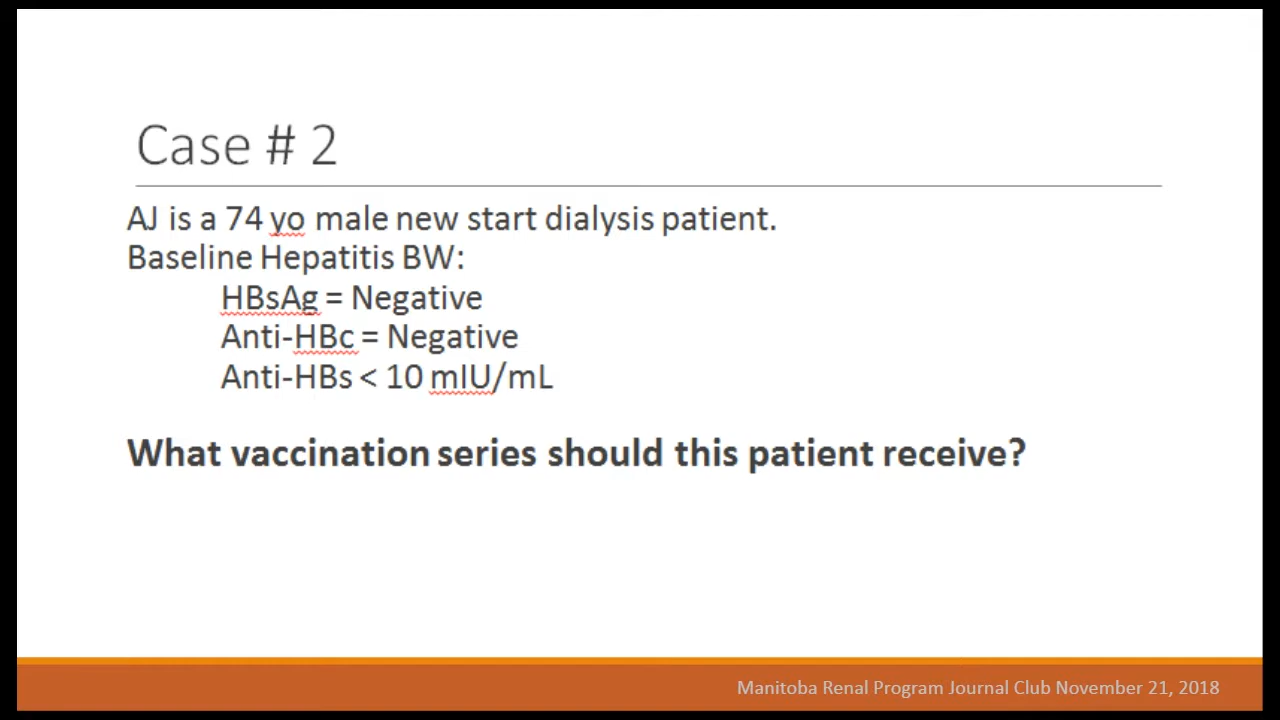 Case # 2
AJ is a 74 yo male new start dialysis patient.
Baseline Hepatitis BW:
HBsAg = Negative
Anti-HBc = Negative
Anti-HBs < 10 mIU/mL
What vaccination series should this patient receive?
Manitoba Renal Program Journal Club November 21, 2018